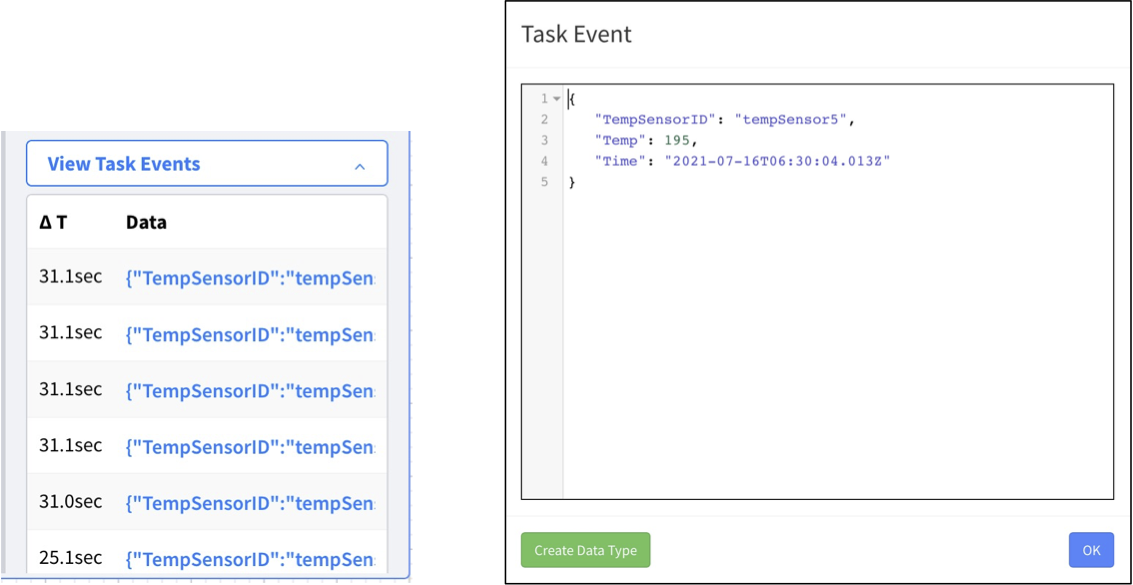 View Task Events
Δ T Data
31.1sec {"TempSensorID":"tempSen
31.1sec {"TempSensorID":"tempSen
31.1sec {"TempSensorID":"tempSen
31.1sec {"TempSensorID":"tempSen
31.0sec {"TempSensorID":"tempSen
25.1sec {"TempSensorID":"tempSen
Task Event
1 {
2 "TempSensorID": "tempSensor5",
3 "Temp": 195,
4 "Time": "2021-07-16T06:30:04.013Z"
5 }
Create Data Type OK